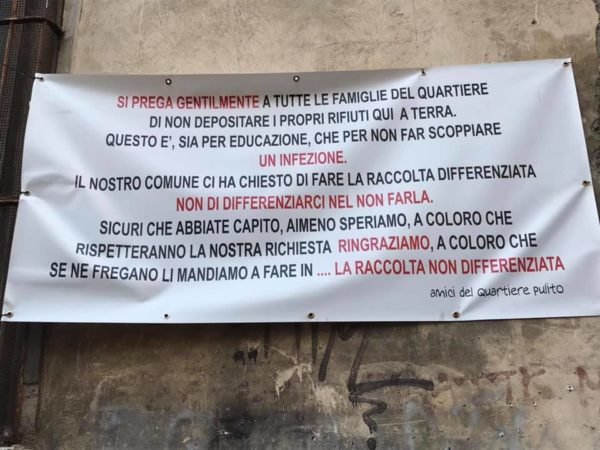 SI PREGA GENTILMENTE A TUTTE LE FAMIGLIE DEL QUARTIERE
DI NON DEPOSITARE I PROPRI RIFIUTI QUI A TERRA.
QUESTO E', SIA PER EDUCAZIONE, CHE PER NON FAR SCOPPIARE
UN INFEZIONE.
IL NOSTRO COMUNE CI HA CHIESTO DI FARE LA RACCOLTA DIFFERENZIATA
NON DI DIFFERENZIARCI NEL NON FARLA.
SICURI CHE ABBIATE CAPITO, AIMENO SPERIAMO, A COLORO CHE
RISPETTERANNO LA NOSTRA RICHIESTA RINGRAZIAMO, A COLORO CHE
SE NE FREGANO LI MANDIAMO A FARE IN .... LA RACCOLTA NON DIFFERENZIATA
amici del Quartiere pulito